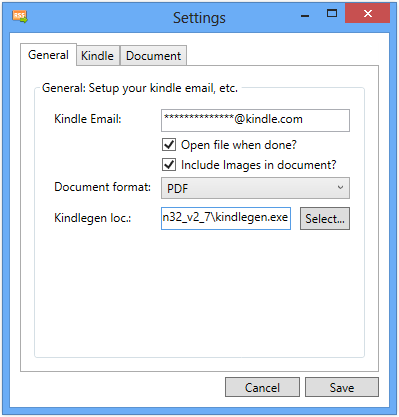 Settings
General Kindle Document
General: Setup your kindle email, etc.
Kindle Email: **************@kindle.com
Open file when done?
Include Images in document?
Document format: PDF
Kindlegen loc.: n32_v2_7\kindlegen.exe Select...
Cancel Save